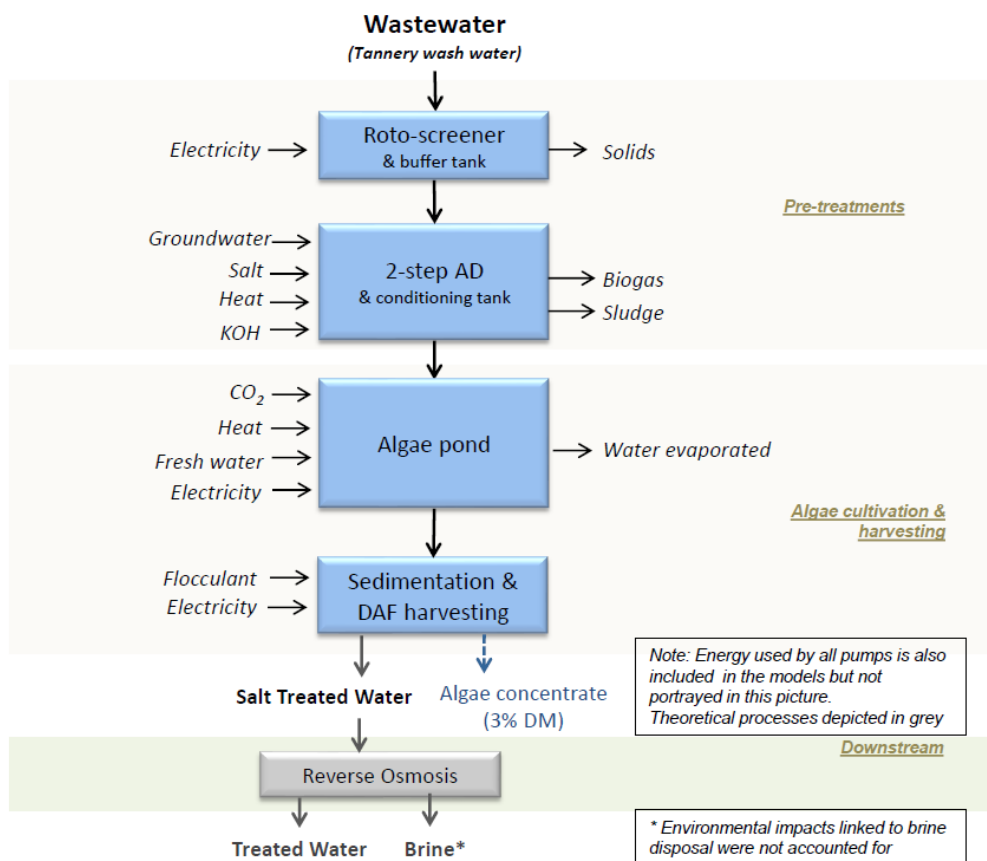 Wastewater
(Tannery wash water)
Electricity
Roto-screener
& buffer tank
Solids
Pre-treatments
Groundwater
Salt
Heat
KOH
2-step AD
& conditioning tank
Biogas
Sludge
CO2
Heat
Fresh water
Electricity
Algae pond
Water evaporated
Algae cultivation &
harvesting
Flocculant
Electricity
Sedimentation &
DAF harvesting
Salt Treated Water
Algae concentrate
(3% DM)
Note: Energy used by all pumps is also
included in the models but not
portrayed in this picture.
Theoretical processes depicted in grey
Downstream
Reverse Osmosis
Treated Water
Brine*
* Environmental impacts linked to brine
disposal were not accounted for